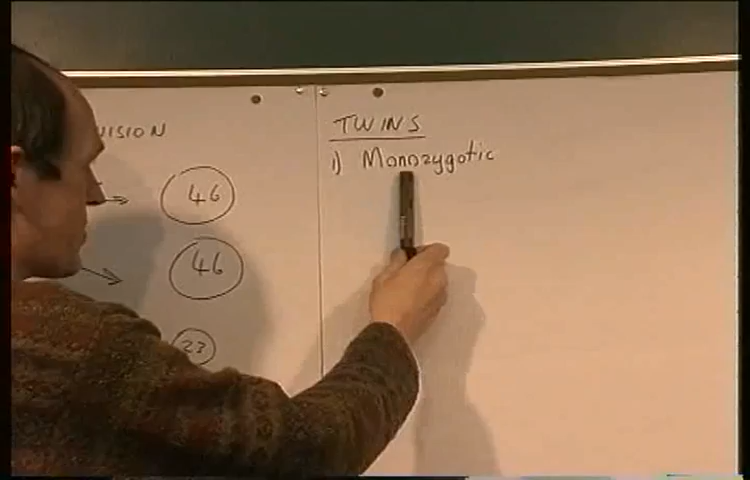 VISION
46
46
23
TWINS
1) Monozygotic